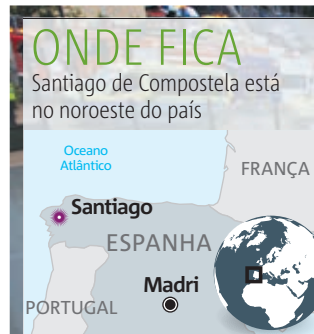 ONDE FICA
Santiago de Compostela está
no noroeste do país
Oceano
Atlântico
FRANÇA
Santiago
ESPANHA
Madri
PORTUGAL